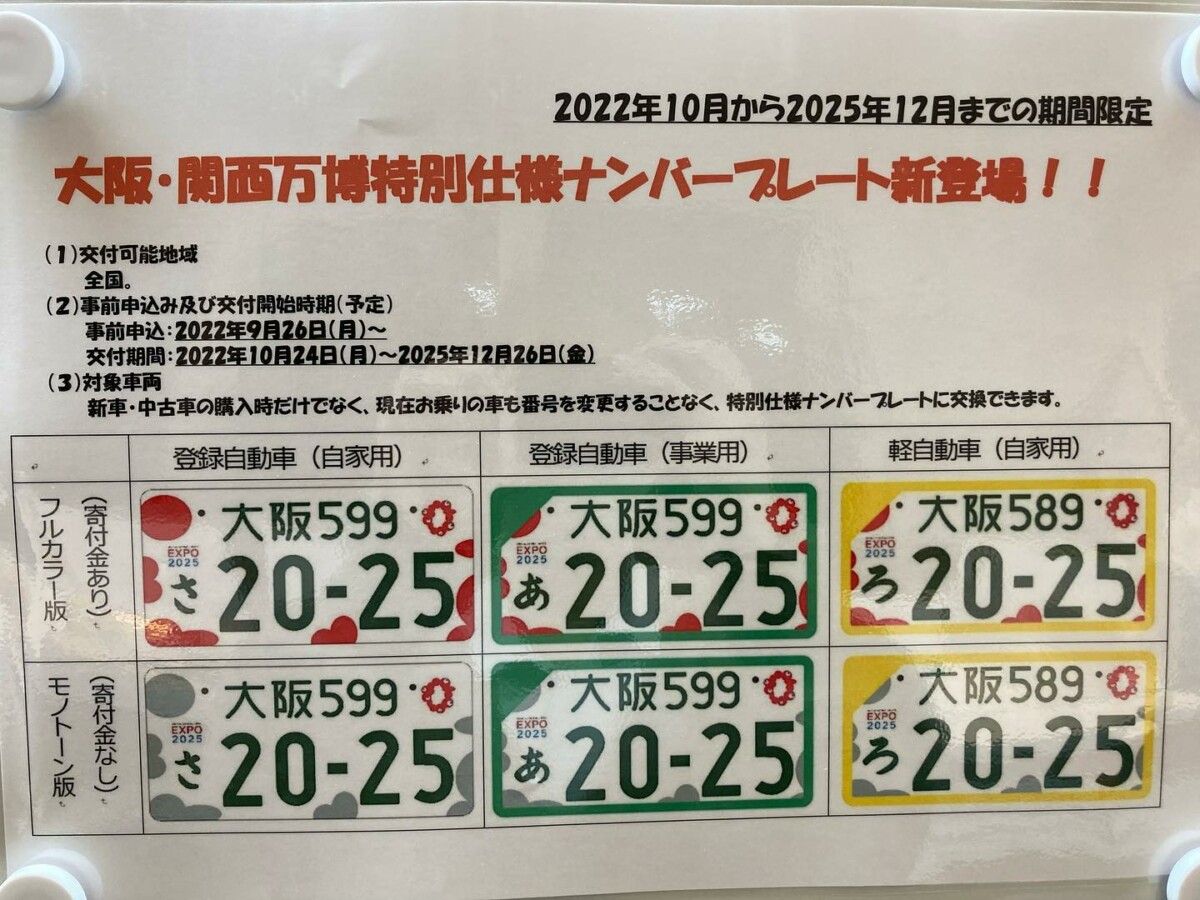 2022年10月から2025年12月までの期間限定
大阪・関西万博特別仕様ナンバープレート新登場！！
(1)交付可能地域
全国。
(2)事前申込み及び交付開始時期(予定)
事前申込：2022年9月26日(月)～
交付期間：2022年10月24日(月)～2025年12月26日(金)
(3)対象車両
新車・中古車の購入時だけでなく、現在お乗りの車も番号を変更することなく、特別仕様ナンバープレートに交換できます。
登録自動車（自家用）
登録自動車（事業用）
軽自動車（自家用）
フルカラー版
（寄付金あり）
大阪599
EXPO
2025
さ 20-25
大阪599
EXPO
2025
あ 20-25
大阪589
EXPO
2025
ろ 20-25
モノトーン版
（寄付金なし）
大阪599
EXPO
2025
さ 20-25
大阪599
EXPO
2025
あ 20-25
大阪589
EXPO
2025
ろ 20-25